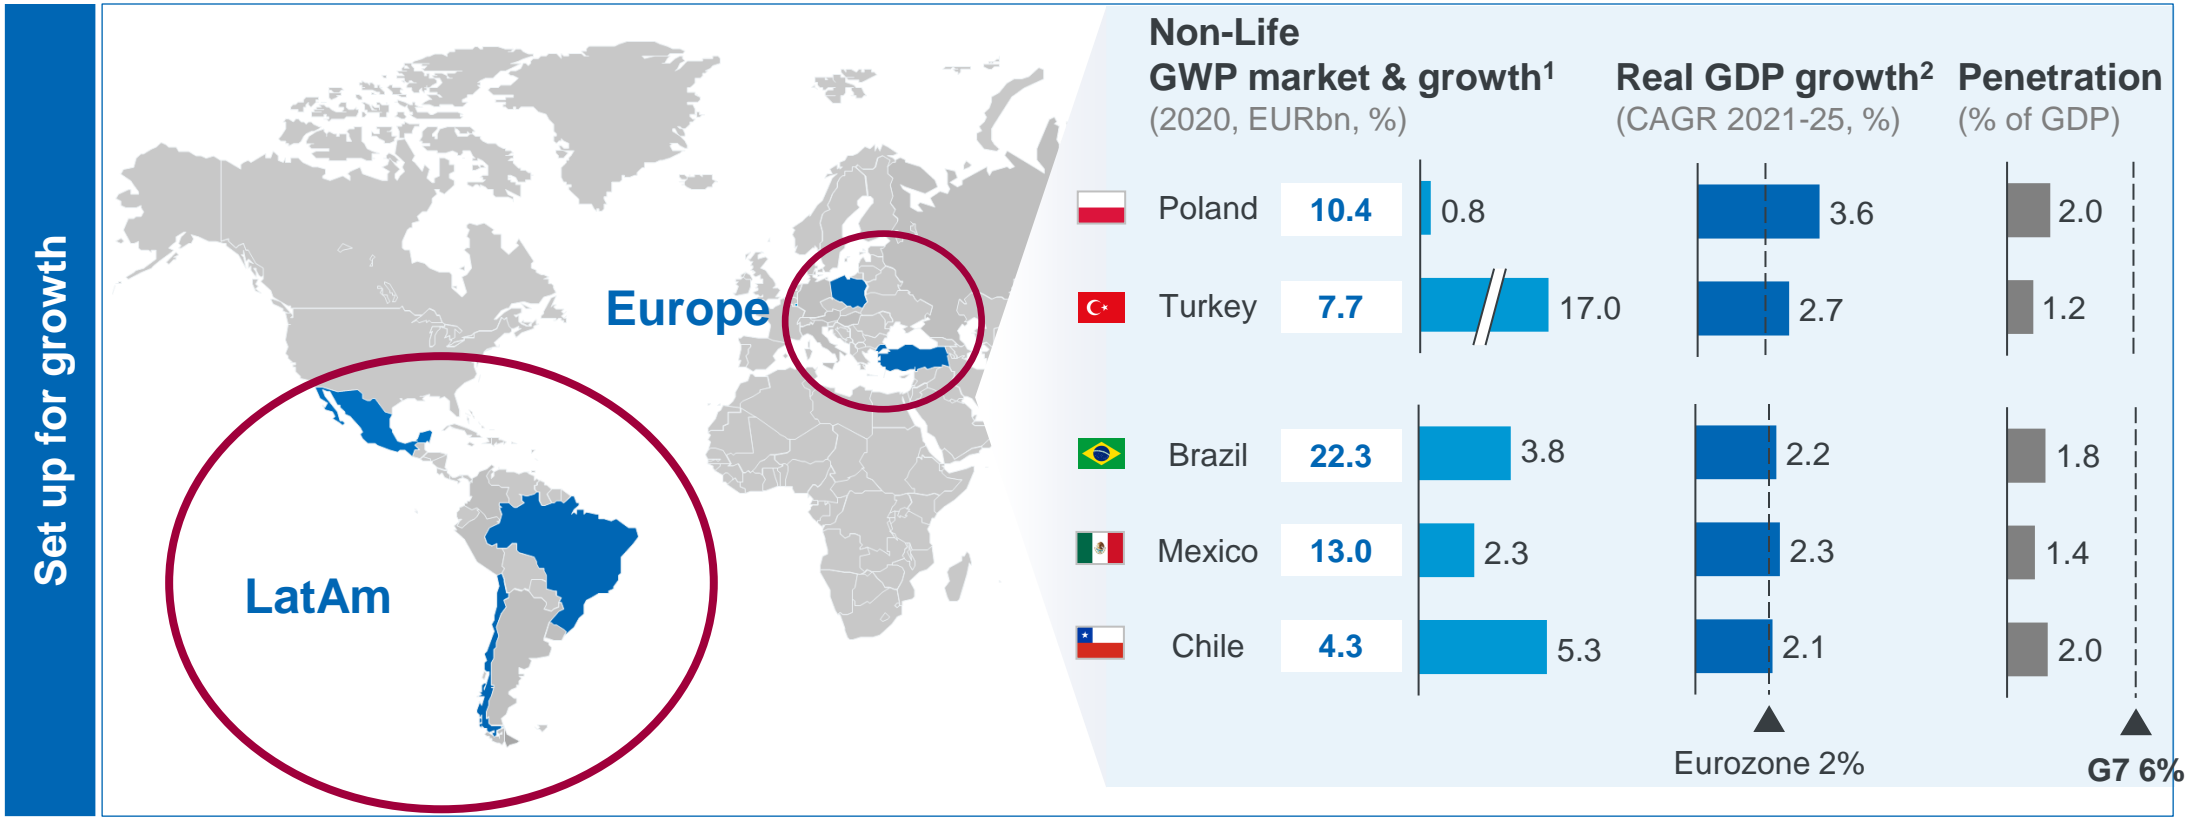 Set up for growth
Europe
LatAm
Non-Life
GWP market & growth¹
(2020, EURbn, %)
Real GDP growth²
(CAGR 2021-25, %)
Penetration
(% of GDP)
Poland 10.4 0.8 3.6 2.0
Turkey 7.7 17.0 2.7 1.2
Brazil 22.3 3.8 2.2 1.8
Mexico 13.0 2.3 2.3 1.4
Chile 4.3 5.3 2.1 2.0
Eurozone 2%
G7 6%